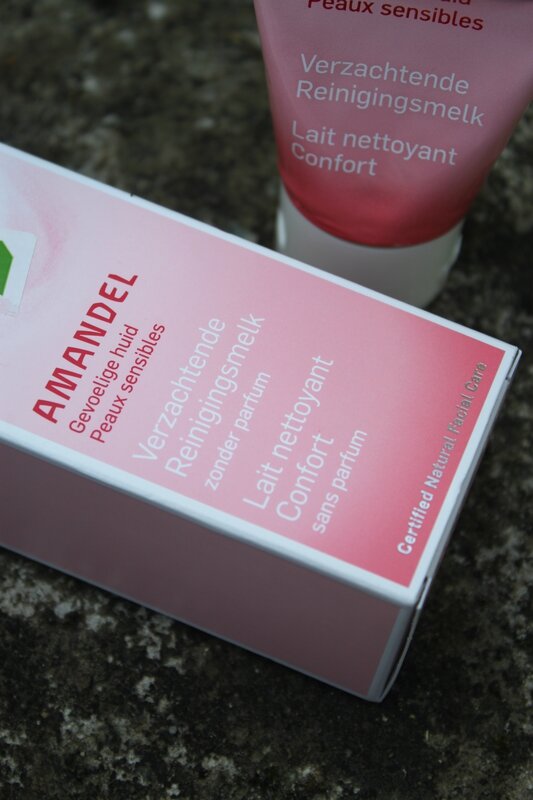 Peaux sensibles
Verzachtende
Reinigingsmelk
Lait nettoyant
Confort
AMANDEL
Gevoelige huid
Peaux sensibles
Verzachtende
Reinigingsmelk
zonder parfum
Lait nettoyant
Confort
sans parfum
Certified Natural Facial Care